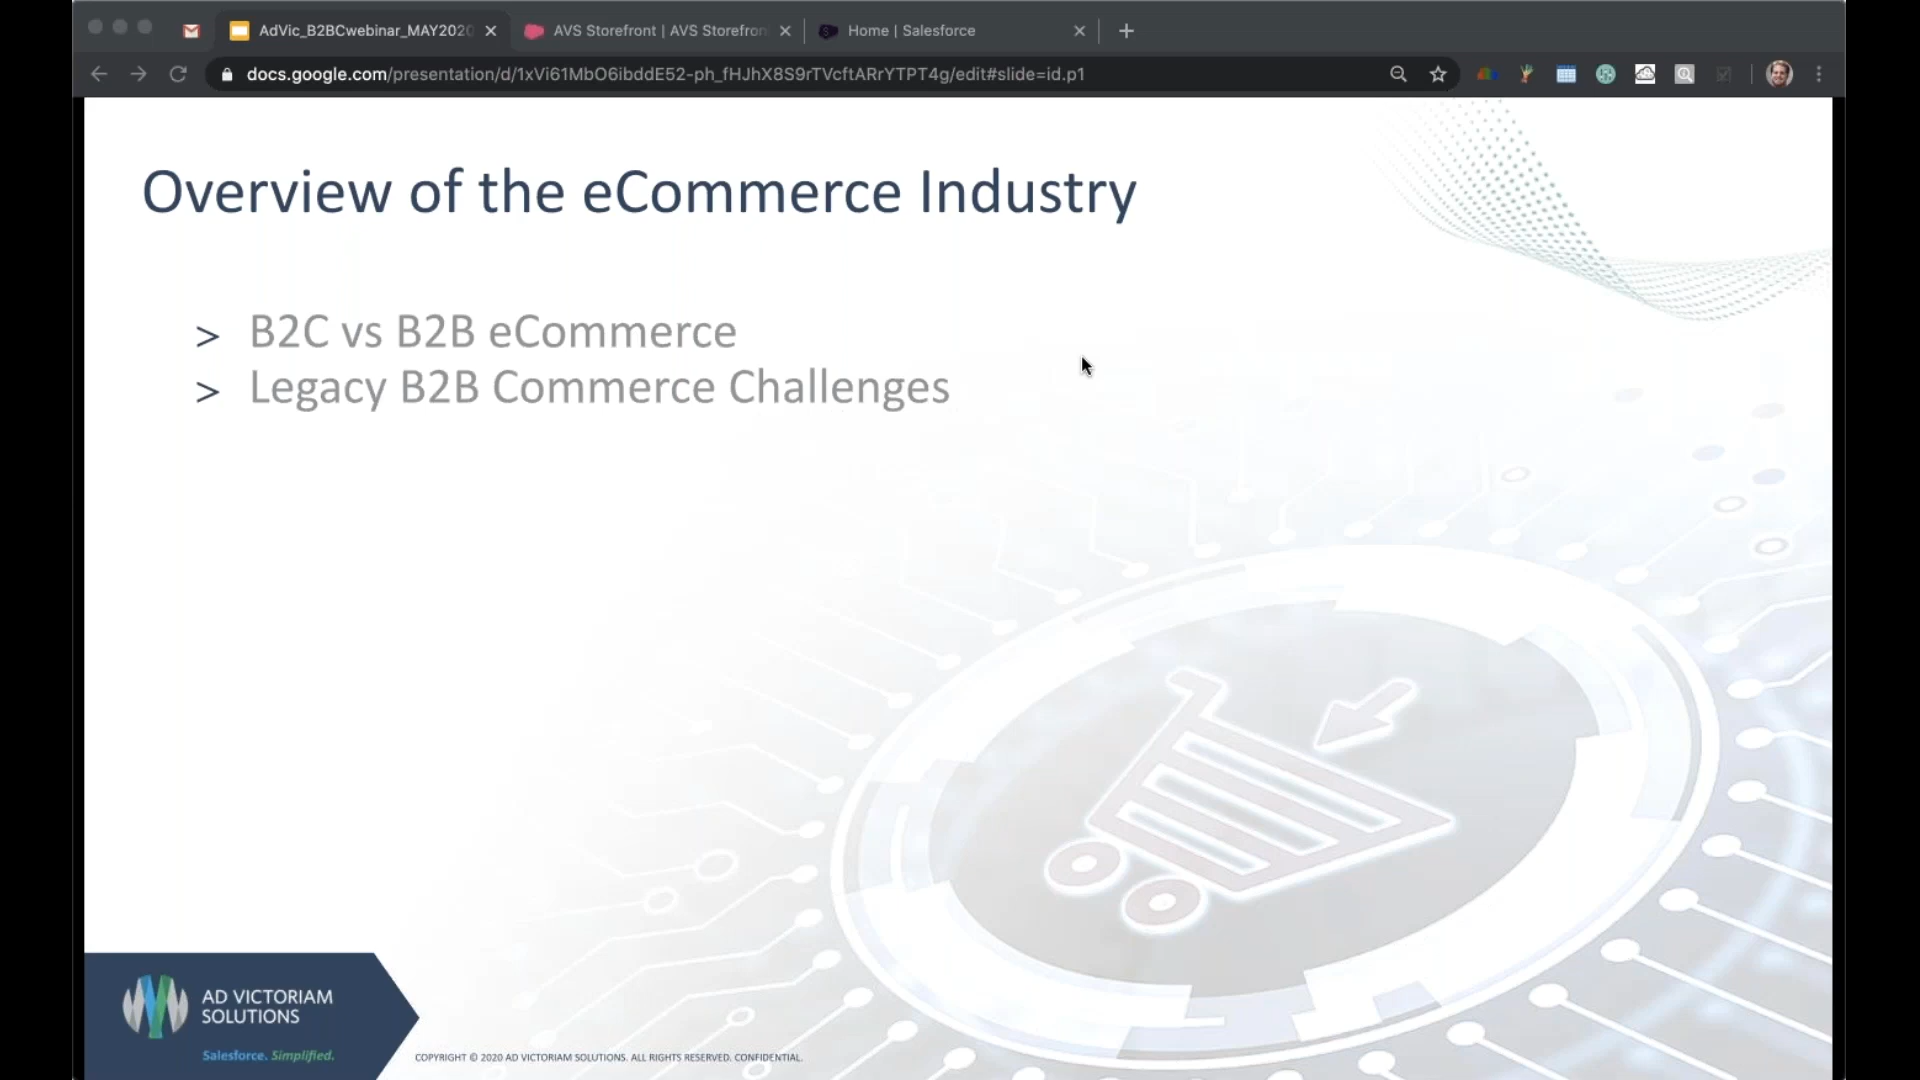 AdVic_B2BCwebinar_MAY2020
AVS Storefront | AVS Storefron
Home | Salesforce
docs.google.com/presentation/d/1xVi61MbO6ibddE52-ph_fHJhX8S9rTVcftARrYTPT4g/edit#slide=id.p1
Overview of the eCommerce Industry
> B2C vs B2B eCommerce
> Legacy B2B Commerce Challenges
AD VICTORIAM
SOLUTIONS
Salesforce. Simplified.
COPYRIGHT © 2020 AD VICTORIAM SOLUTIONS. ALL RIGHTS RESERVED. CONFIDENTIAL.